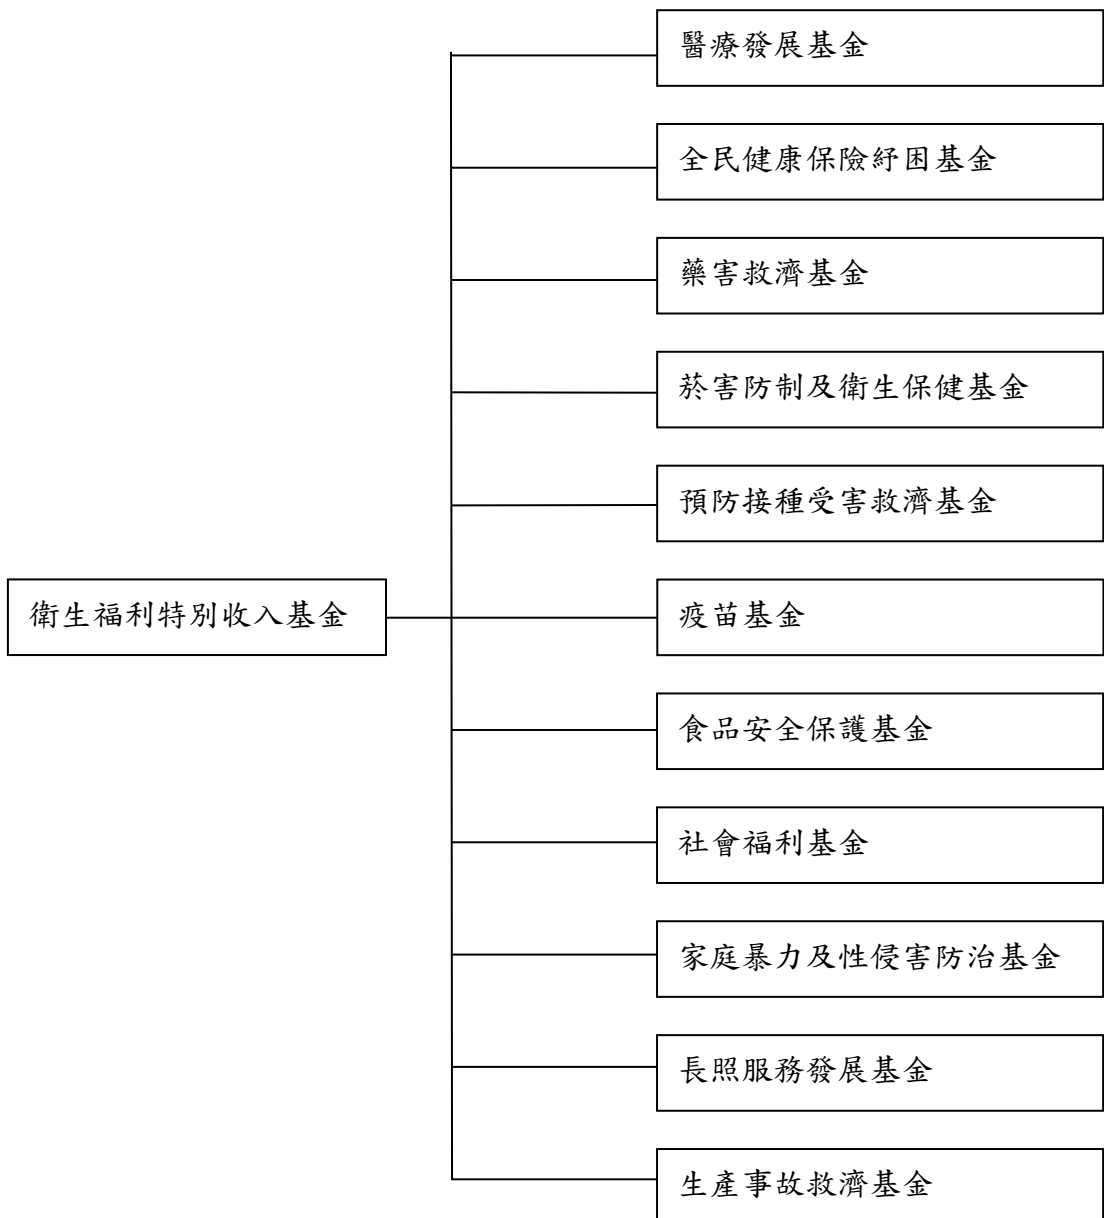 醫療發展基金
全民健康保險紓困基金
藥害救濟基金
菸害防制及衛生保健基金
預防接種受害救濟基金
衛生福利特別收入基金
疫苗基金
食品安全保護基金
社會福利基金
家庭暴力及性侵害防治基金
長照服務發展基金
生產事故救濟基金